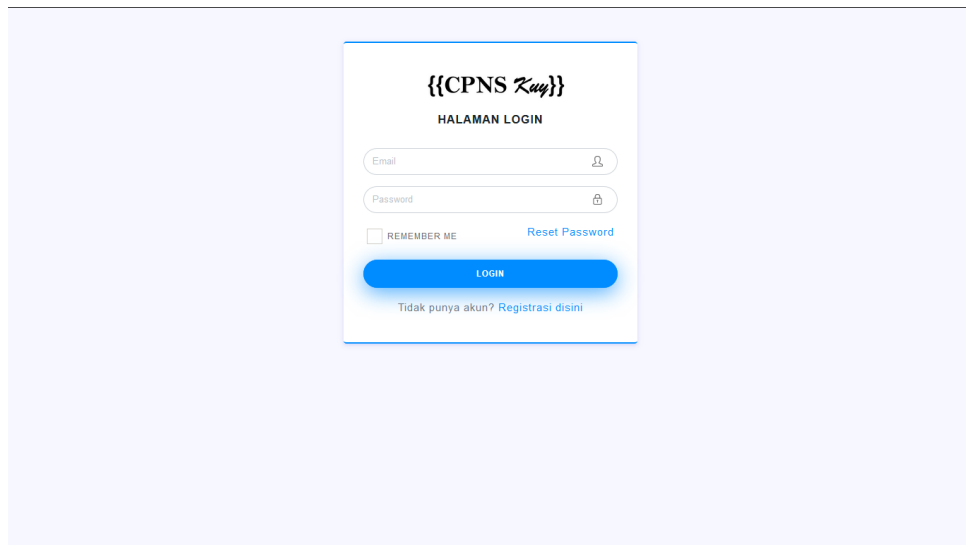 {{CPNS Kuy}}
HALAMAN LOGIN
Email
Password
REMEMBER ME
Reset Password
LOGIN
Tidak punya akun? Registrasi disini